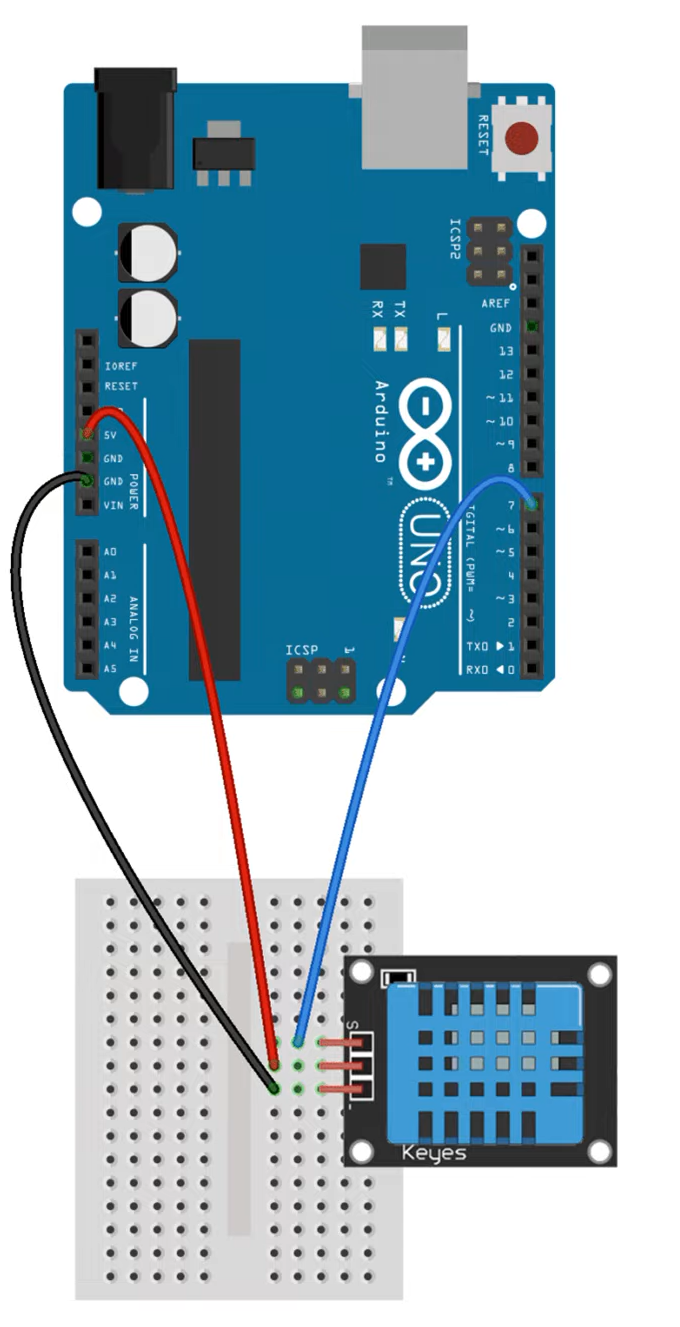 RESET
ICSP2
AREF
GND
13
12
~ 11
~ 10
~ 9
8
RX
TX
L
Arduino
™
UNO
IOREF
RESET
5V
GND
GND
VIN
POWER
7
~ 6
~ 5
4
~ 3
2
TX0 ▶ 1
RX0 ◀ 0
(PWM= ~)
A0
A1
A2
A3
A4
A5
ANALOG IN
ICSP
1
S
-
Keyes